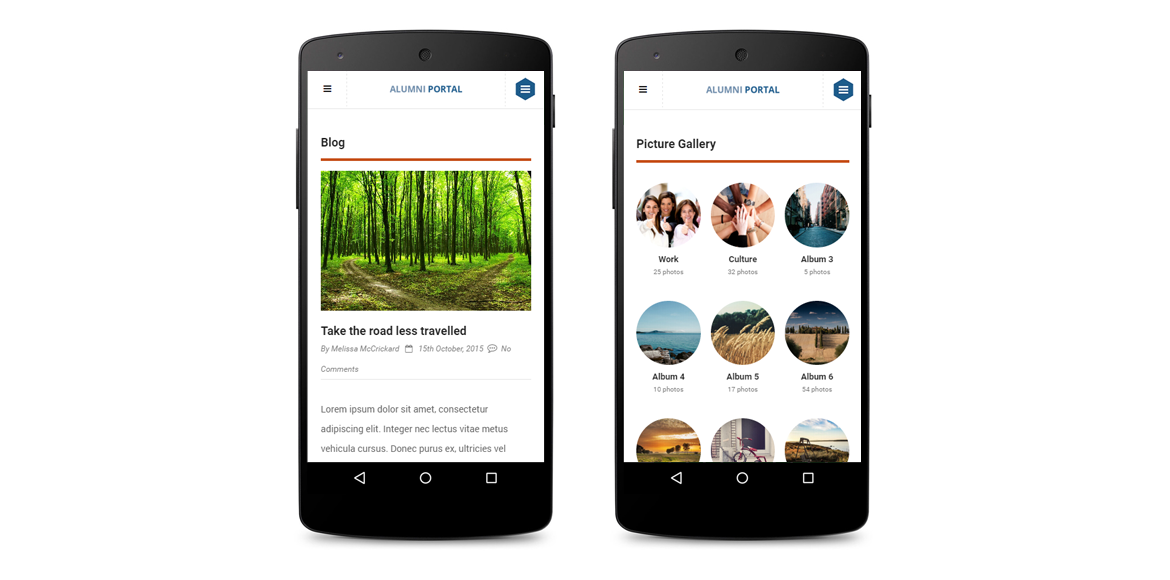 ALUMNI PORTAL
Blog
Take the road less travelled
By Melissa McCrickard 15th October, 2015 No
Comments
Lorem ipsum dolor sit amet, consectetur
adipiscing elit. Integer nec lectus vitae metus
vehicula cursus. Donec purus ex, ultricies vel
ALUMNI PORTAL
Picture Gallery
Work Culture Album 3
25 photos 32 photos 5 photos
Album 4 Album 5 Album 6
10 photos 17 photos 54 photos